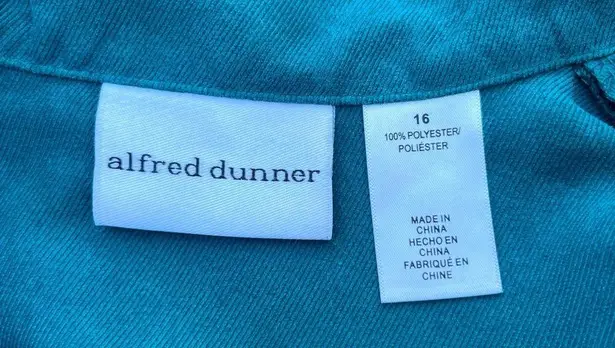 alfred dunner
16
100% POLYESTER/
POLIÉSTER
MADE IN
CHINA
HECHO EN
CHINA
FABRIQUÉ EN
CHINE